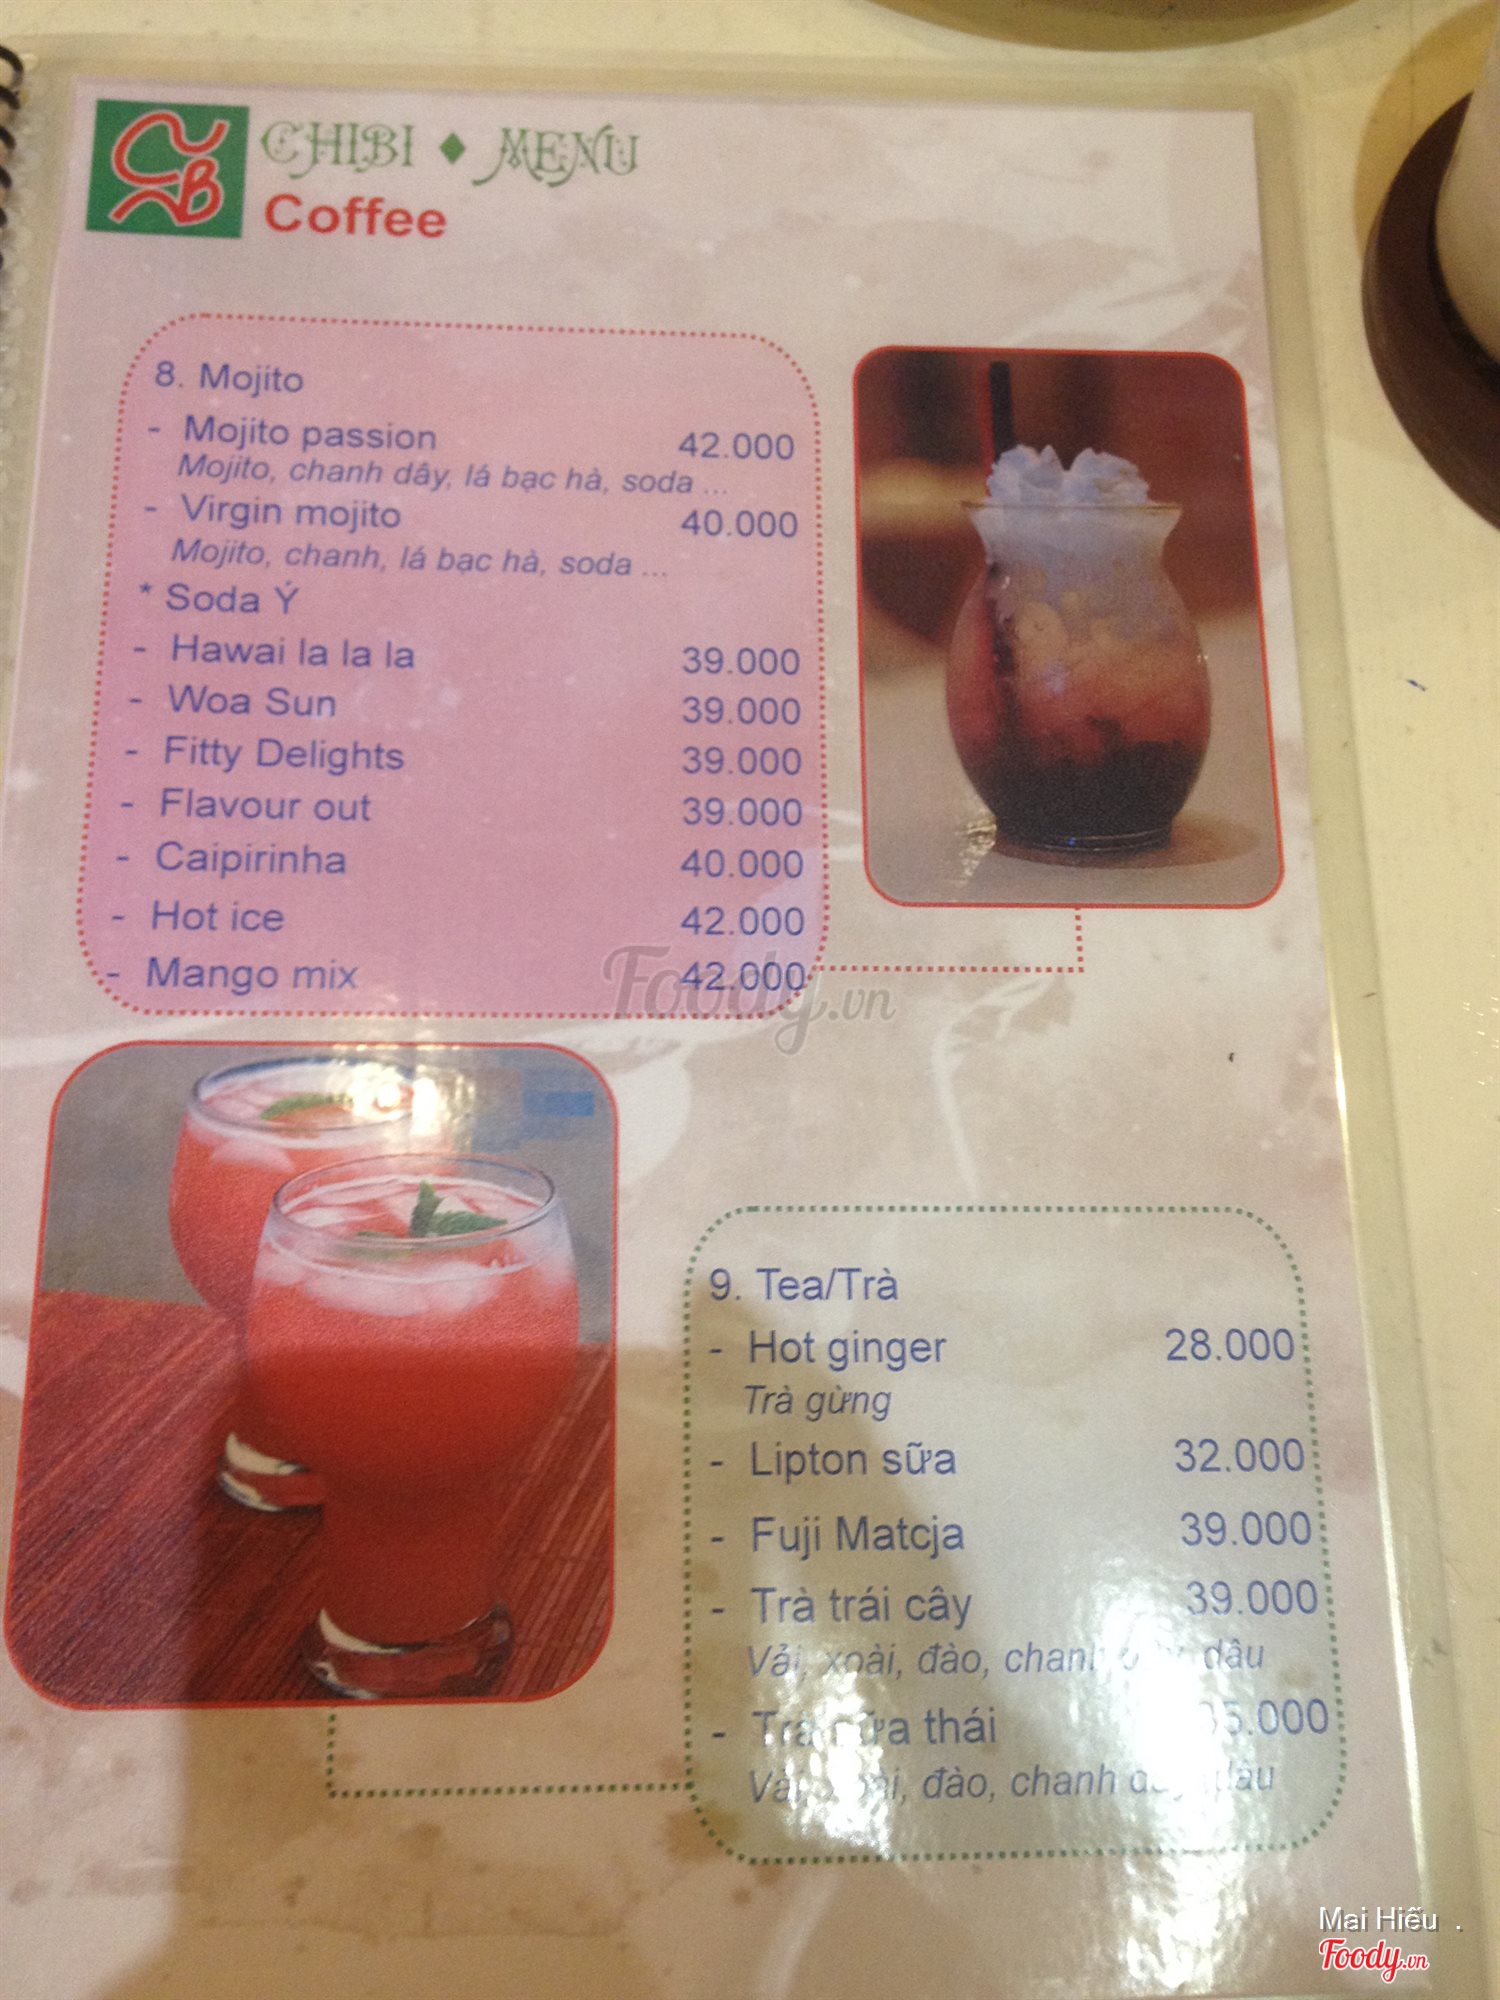 CHIBI ♦ MENU
Coffee
8. Mojito
- Mojito passion 42.000
Mojito, chanh dây, lá bạc hà, soda ...
- Virgin mojito 40.000
Mojito, chanh, lá bạc hà, soda ...
* Soda Ý
- Hawai la la la 39.000
- Woa Sun 39.000
- Fitty Delights 39.000
- Flavour out 39.000
- Caipirinha 40.000
- Hot ice 42.000
- Mango mix 42.000
Foody.vn
9. Tea/Trà
- Hot ginger 28.000
Trà gừng
- Lipton sữa 32.000
- Fuji Matcja 39.000
- Trà trái cây 39.000
Vải, xoài, đào, chanh dâu
- Trà sữa thái
đào, chanh
Mai Hiếu .
Foody.vn